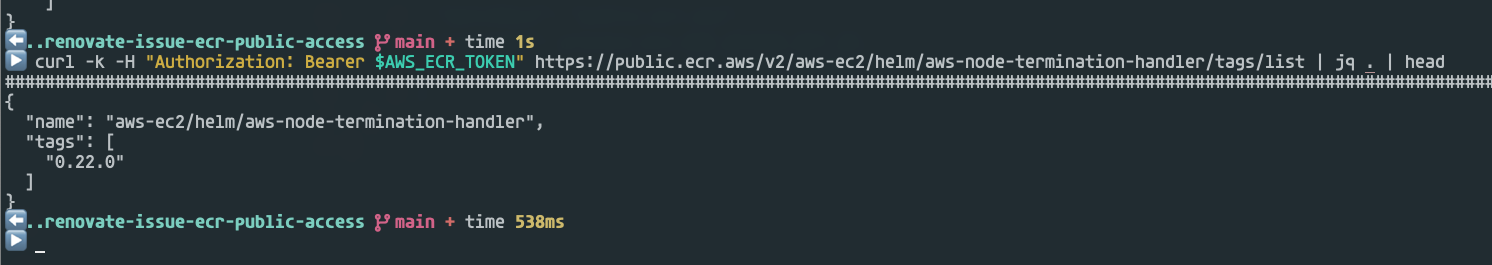 ]
}
..renovate-issue-ecr-public-access main + time 1s
curl -k -H "Authorization: Bearer $AWS_ECR_TOKEN" https://public.ecr.aws/v2/aws-ec2/helm/aws-node-termination-handler/tags/list | jq . | head
######################################################################################################################################################
{
"name": "aws-ec2/helm/aws-node-termination-handler",
"tags": [
"0.22.0"
]
}
..renovate-issue-ecr-public-access main + time 538ms
_